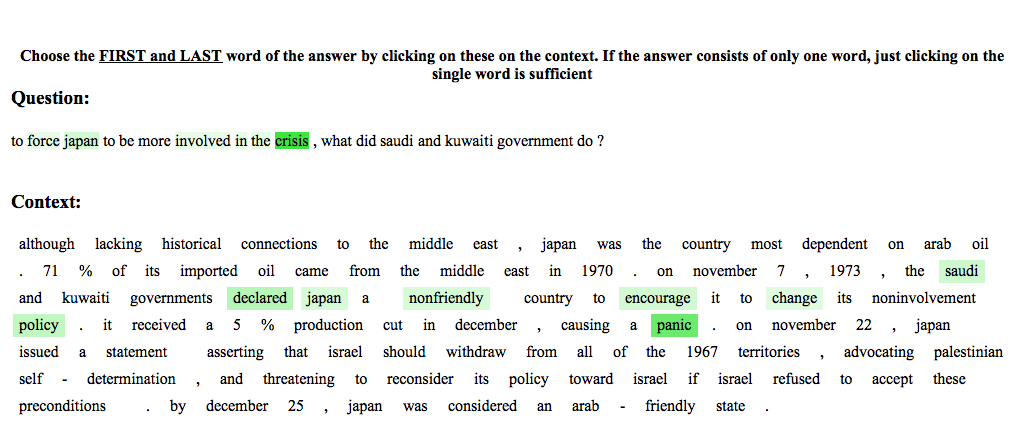 Choose the FIRST and LAST word of the answer by clicking on these on the context. If the answer consists of only one word, just clicking on the
single word is sufficient
Question:
to force japan to be more involved in the crisis , what did saudi and kuwaiti government do ?
Context:
although lacking historical connections to the middle east , japan was the country most dependent on arab oil
. 71 % of its imported oil came from the middle east in 1970 . on november 7 , 1973 , the saudi
and kuwaiti governments declared japan a nonfriendly country to encourage it to change its noninvolvement
policy . it received a 5 % production cut in december , causing a panic . on november 22 , japan
issued a statement asserting that israel should withdraw from all of the 1967 territories , advocating palestinian
self - determination , and threatening to reconsider its policy toward israel if israel refused to accept these
preconditions . by december 25 , japan was considered an arab - friendly state .